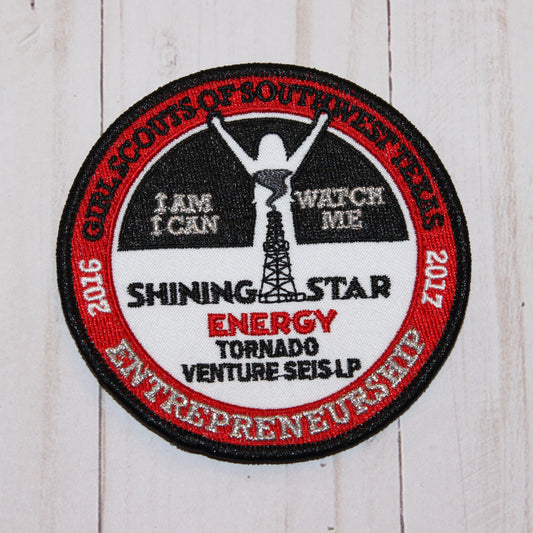 GIRL SCOUTS OF SOUTHWEST TEXAS
I AM
I CAN
WATCH
ME
SHINING STAR
ENERGY
TORNADO
VENTURE SEIS LP
2016
2017
ENTREPRENEURSHIP